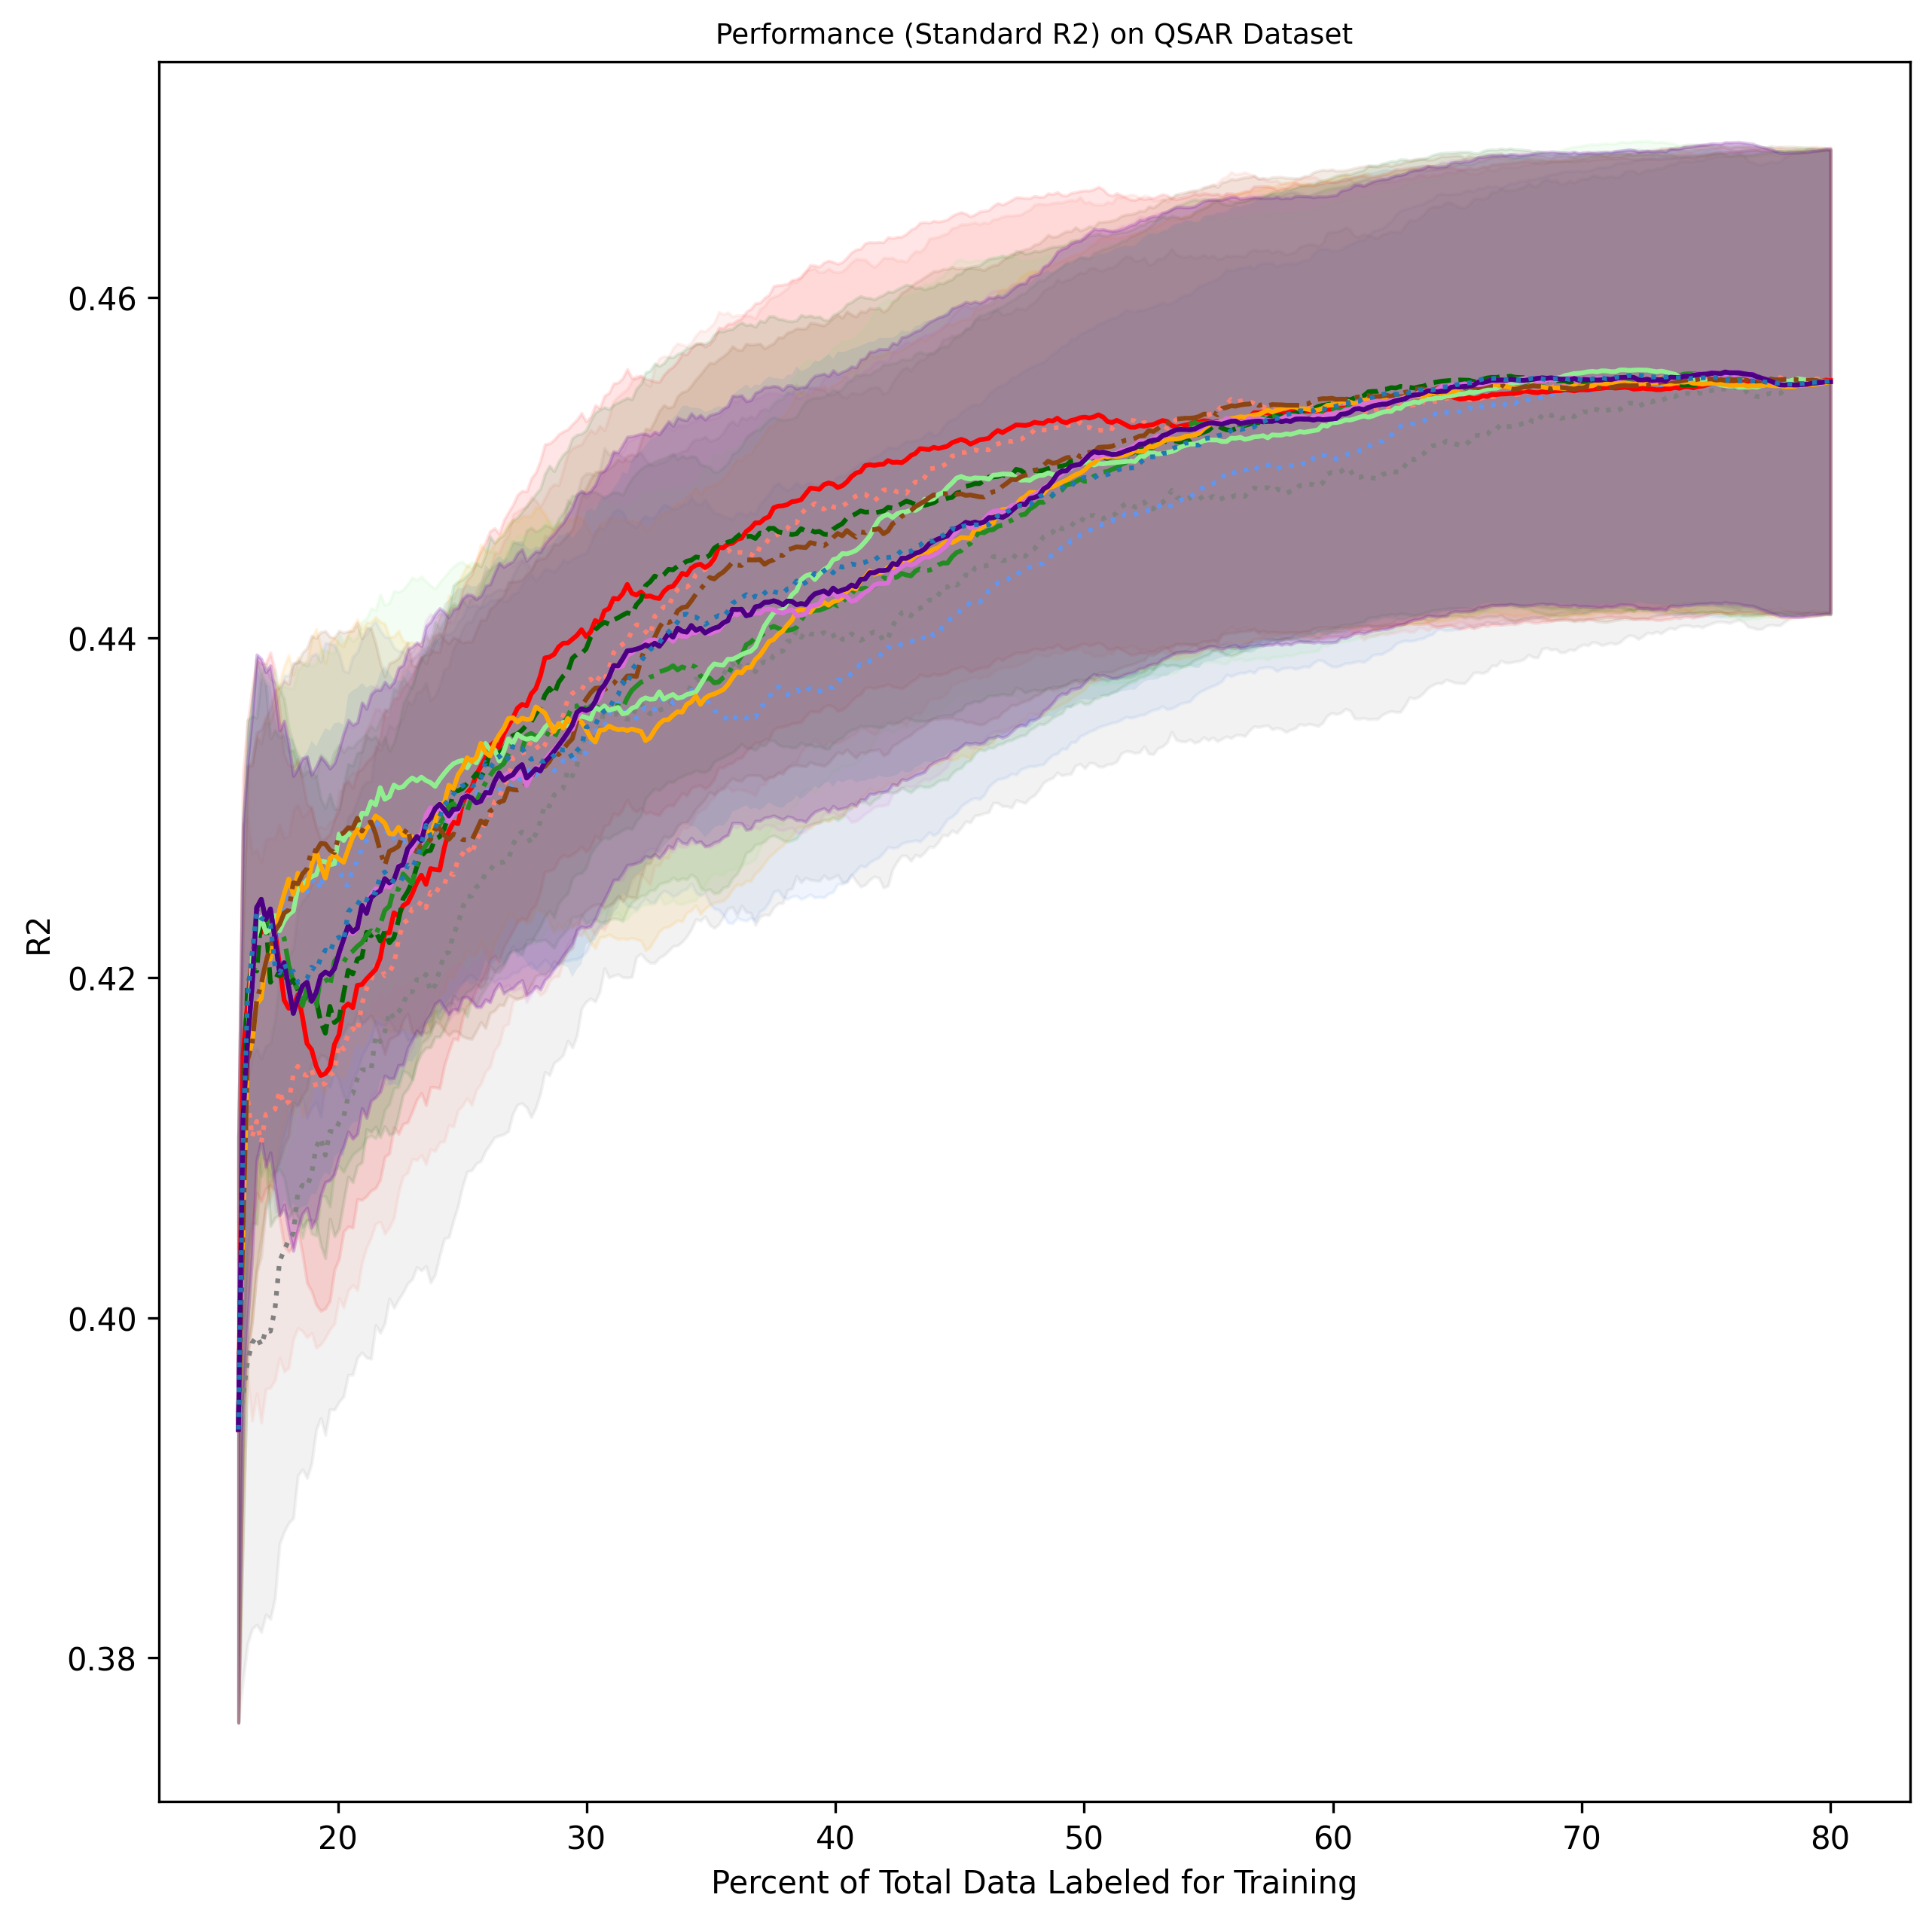 Performance (Standard R2) on QSAR Dataset
0.46
0.44
0.42
0.40
0.38
R2
20 30 40 50 60 70 80
Percent of Total Data Labeled for Training